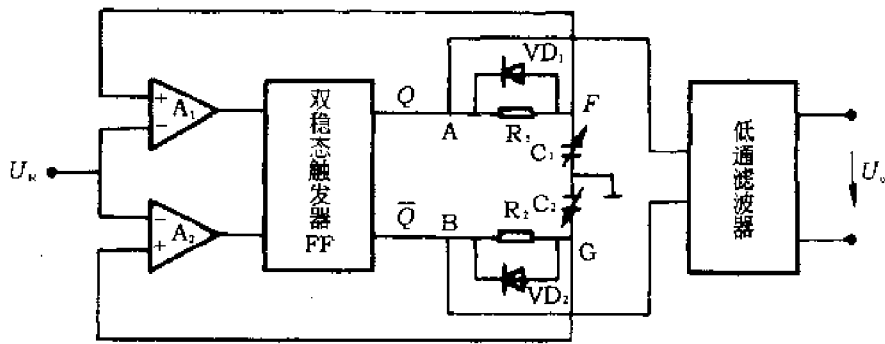 VD₁
+
A₁
−
Q
A
R₁
F
C₁
双稳态触发器
FF
U_R
−
A₂
+
Q̅
B
R₂
C₂
G
VD₂
低通滤波器
U₀